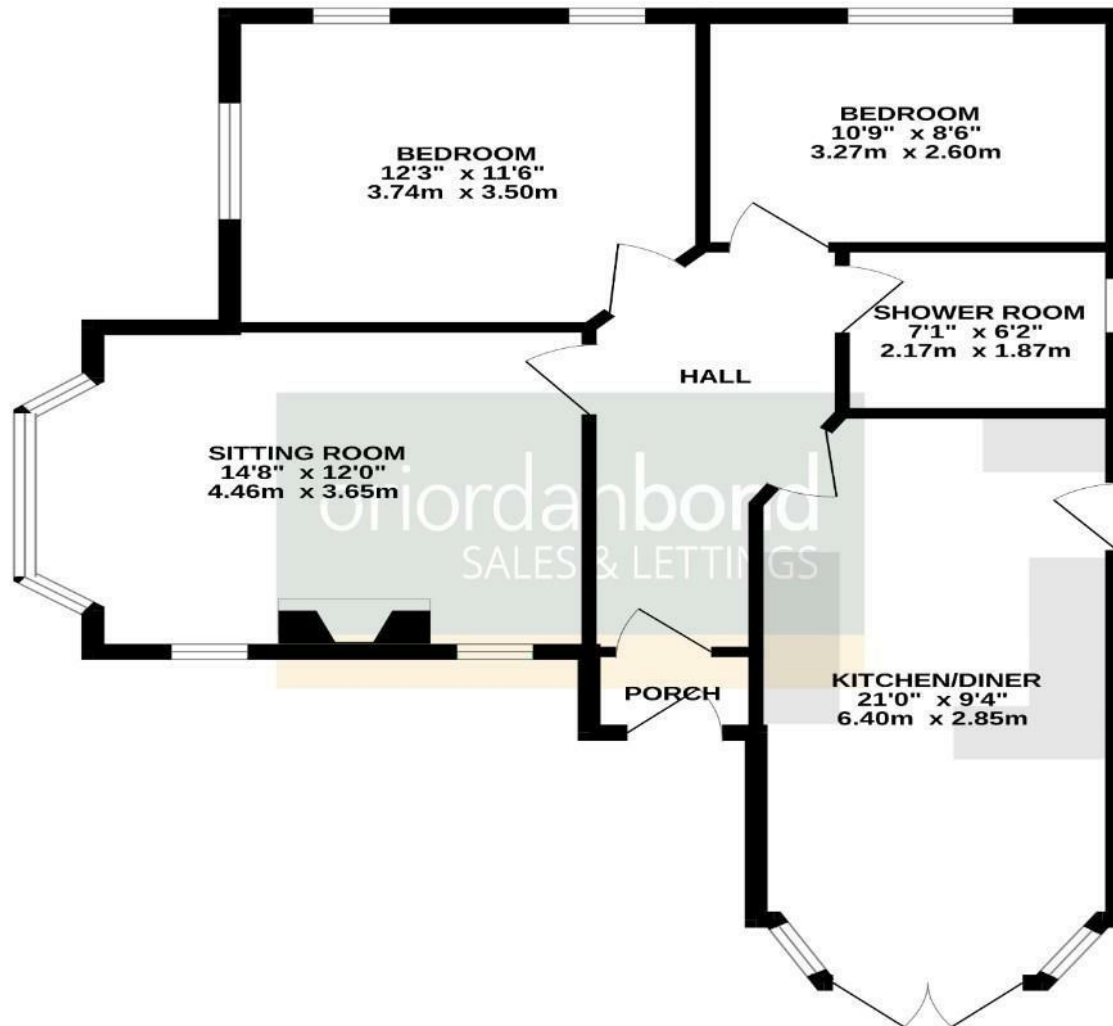 BEDROOM
12'3" x 11'6"
3.74m x 3.50m
BEDROOM
10'9" x 8'6"
3.27m x 2.60m
SHOWER ROOM
7'1" x 6'2"
2.17m x 1.87m
HALL
SITTING ROOM
14'8" x 12'0"
4.46m x 3.65m
oriordanbond
SALES & LETTINGS
PORCH
KITCHEN/DINER
21'0" x 9'4"
6.40m x 2.85m